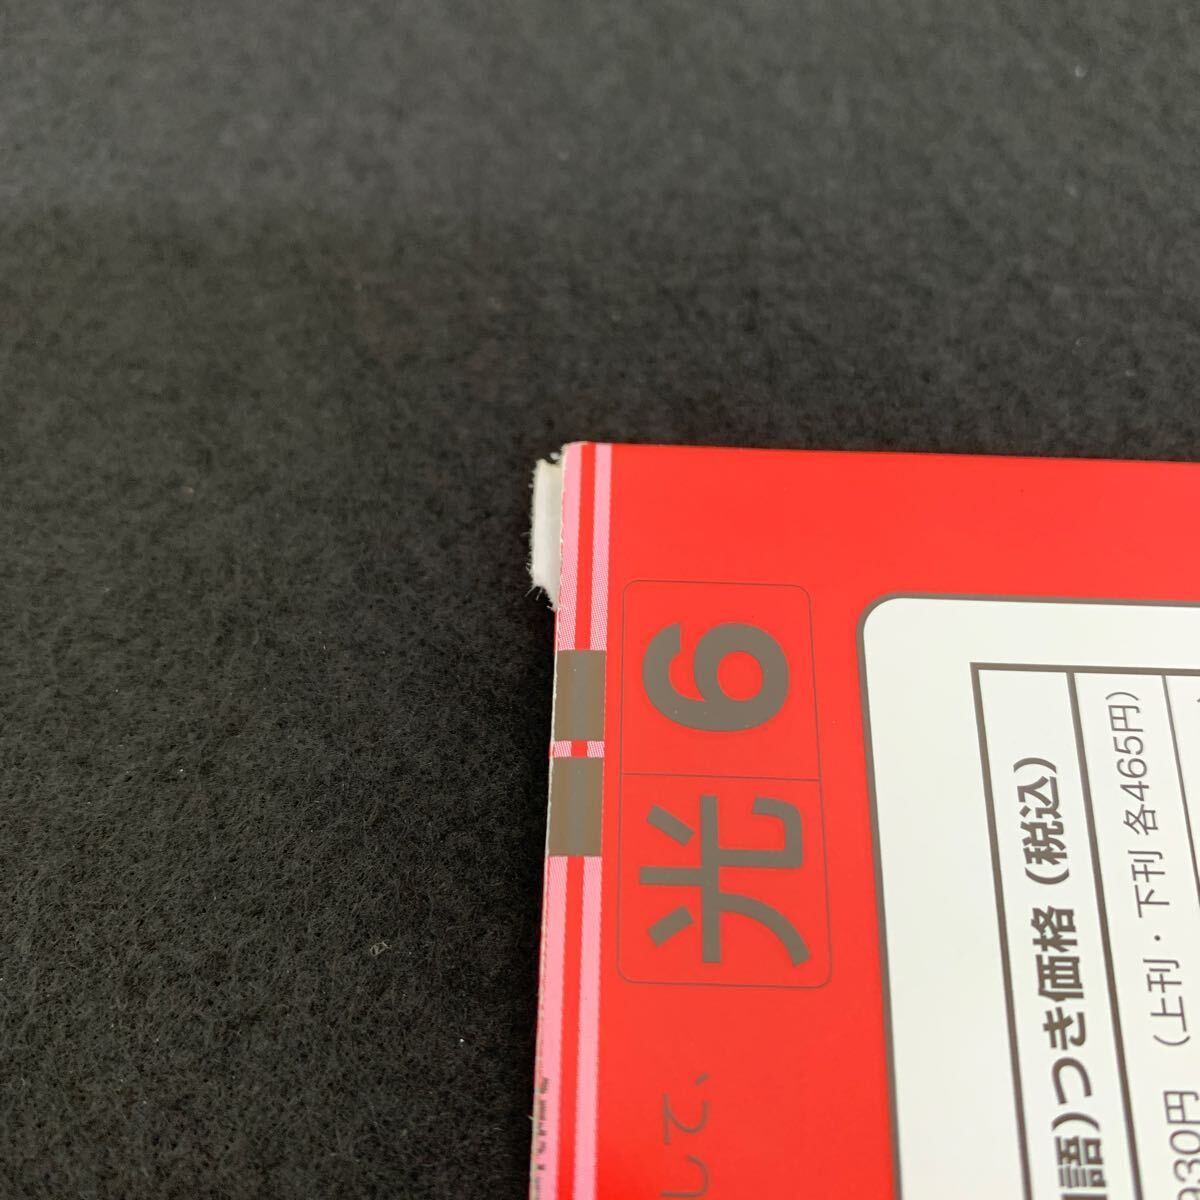 光6
して、
語)つき価格(税込)
930円 (上刊・下刊 各465円)